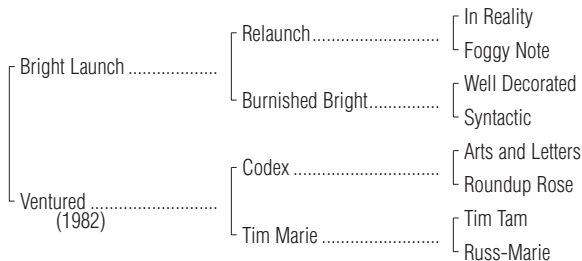 In Reality
Relaunch........................
Foggy Note
Bright Launch .................
Well Decorated
Burnished Bright..............
Syntactic
Arts and Letters
Codex ...........................
Roundup Rose
Ventured ........................
(1982)
Tim Tam
Tim Marie .......................
Russ-Marie